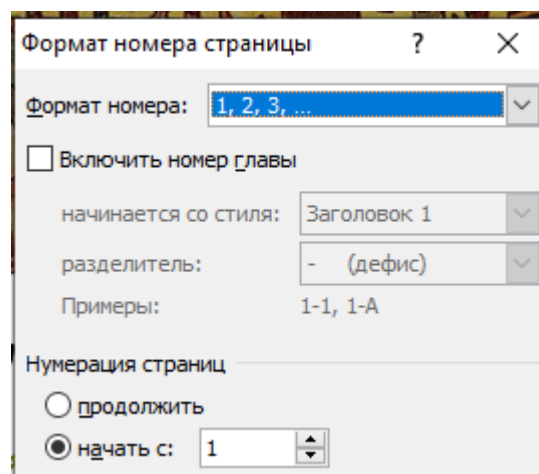 Формат номера страницы ?
Формат номера: 1, 2, 3, ...
Включить номер главы
начинается со стиля: Заголовок 1
разделитель: - (дефис)
Примеры: 1-1, 1-A
Нумерация страниц
продолжить
начать с: 1